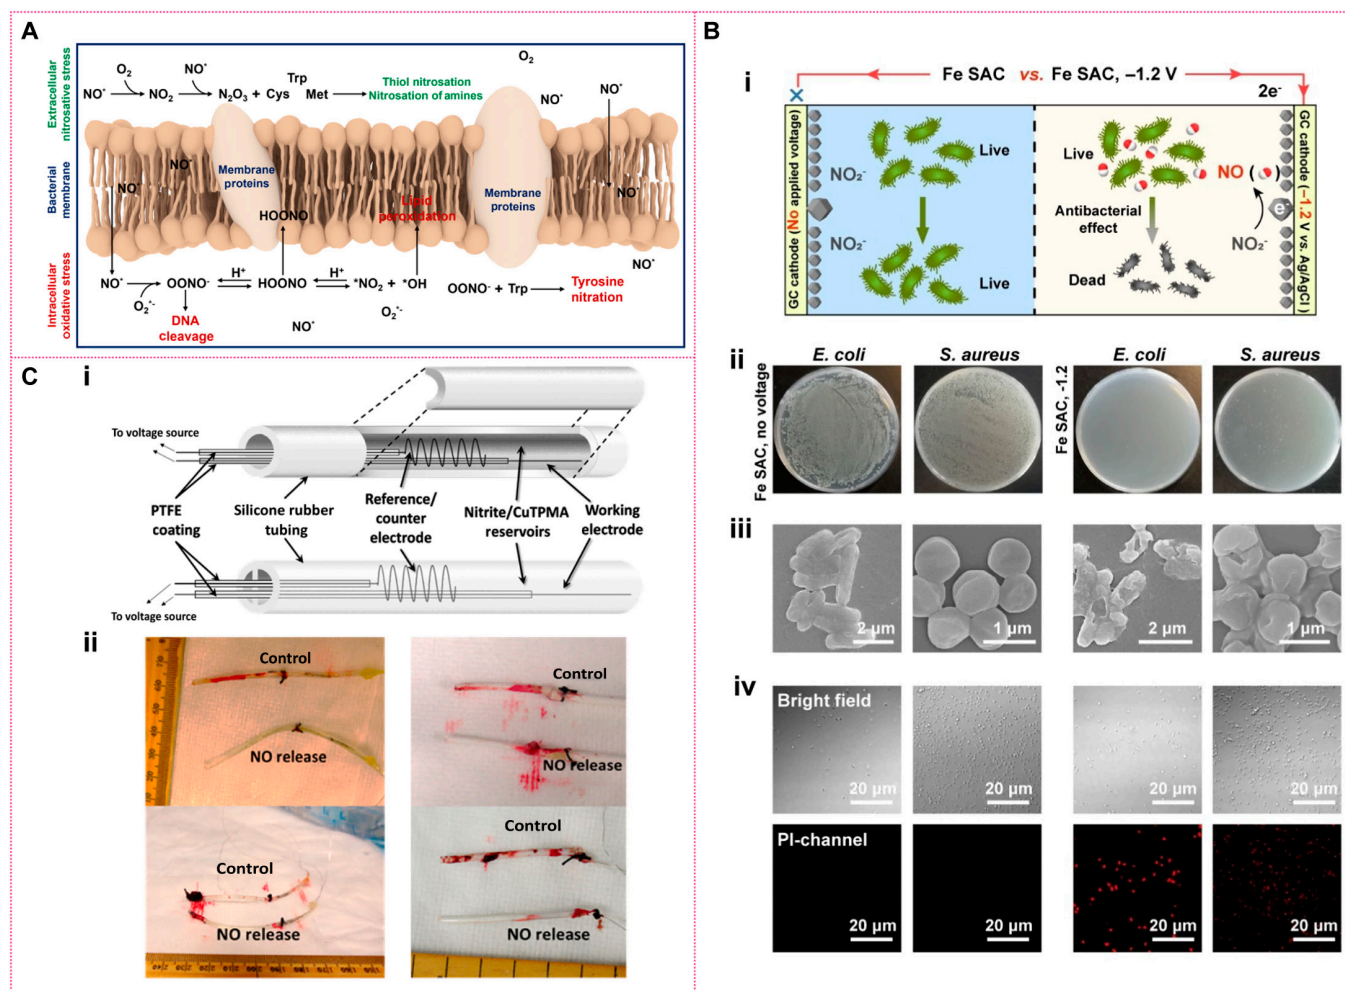 A
Extracellular
nitrosative stress
Bacterial
membrane
Intracellular
oxidative stress
O₂
NO•
O₂
NO•
NO₂
NO•
N₂O₃ + Cys
Trp
Met
Thiol nitrosation
Nitrosation of amines
NO•
NO•
NO•
NO•
Membrane
proteins
HOONO
Lipid
peroxidation
Membrane
proteins
NO•
NO•
NO•
O₂•-
OONO⁻
H⁺
HOONO
H⁺
•NO₂ + •OH
O₂•-
OONO⁻ + Trp
Tyrosine
nitration
DNA
cleavage
NO•
B
i
Fe SAC vs. Fe SAC, –1.2 V
2e⁻
GC cathode (No applied voltage)
NO₂⁻
NO₂⁻
Live
Live
Live
NO ( )
Antibacterial
effect
e⁻
NO₂⁻
Dead
GC cathode (–1.2 V vs. Ag/AgCl)
ii
E. coli
S. aureus
E. coli
S. aureus
Fe SAC, no voltage
Fe SAC, -1.2
iii
2 µm
1 µm
2 µm
1 µm
iv
Bright field
20 µm
20 µm
20 µm
20 µm
PI-channel
20 µm
20 µm
20 µm
20 µm
C
i
To voltage source
PTFE
coating
Silicone rubber
tubing
Reference/
counter
electrode
Nitrite/CuTPMA
reservoirs
Working
electrode
To voltage source
ii
Control
NO release
Control
NO release
Control
NO release
Control
NO release